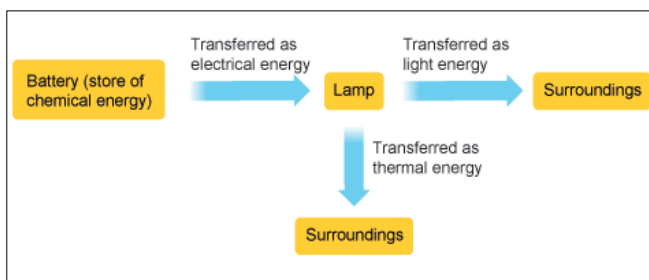 Transferred as
electrical energy
Transferred as
light energy
Battery (store of
chemical energy)
Lamp
Surroundings
Transferred as
thermal energy
Surroundings